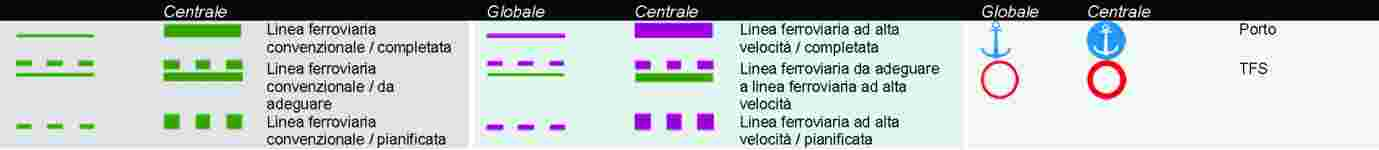 Centrale
Linea ferroviaria
convenzionale / completata
Linea ferroviaria
convenzionale / da
adeguare
Linea ferroviaria
convenzionale / pianificata
Globale Centrale
Linea ferroviaria ad alta
velocità / completata
Linea ferroviaria da adeguare
a linea ferroviaria ad alta
velocità
Linea ferroviaria ad alta
velocità / pianificata
Globale Centrale
Porto
TFS